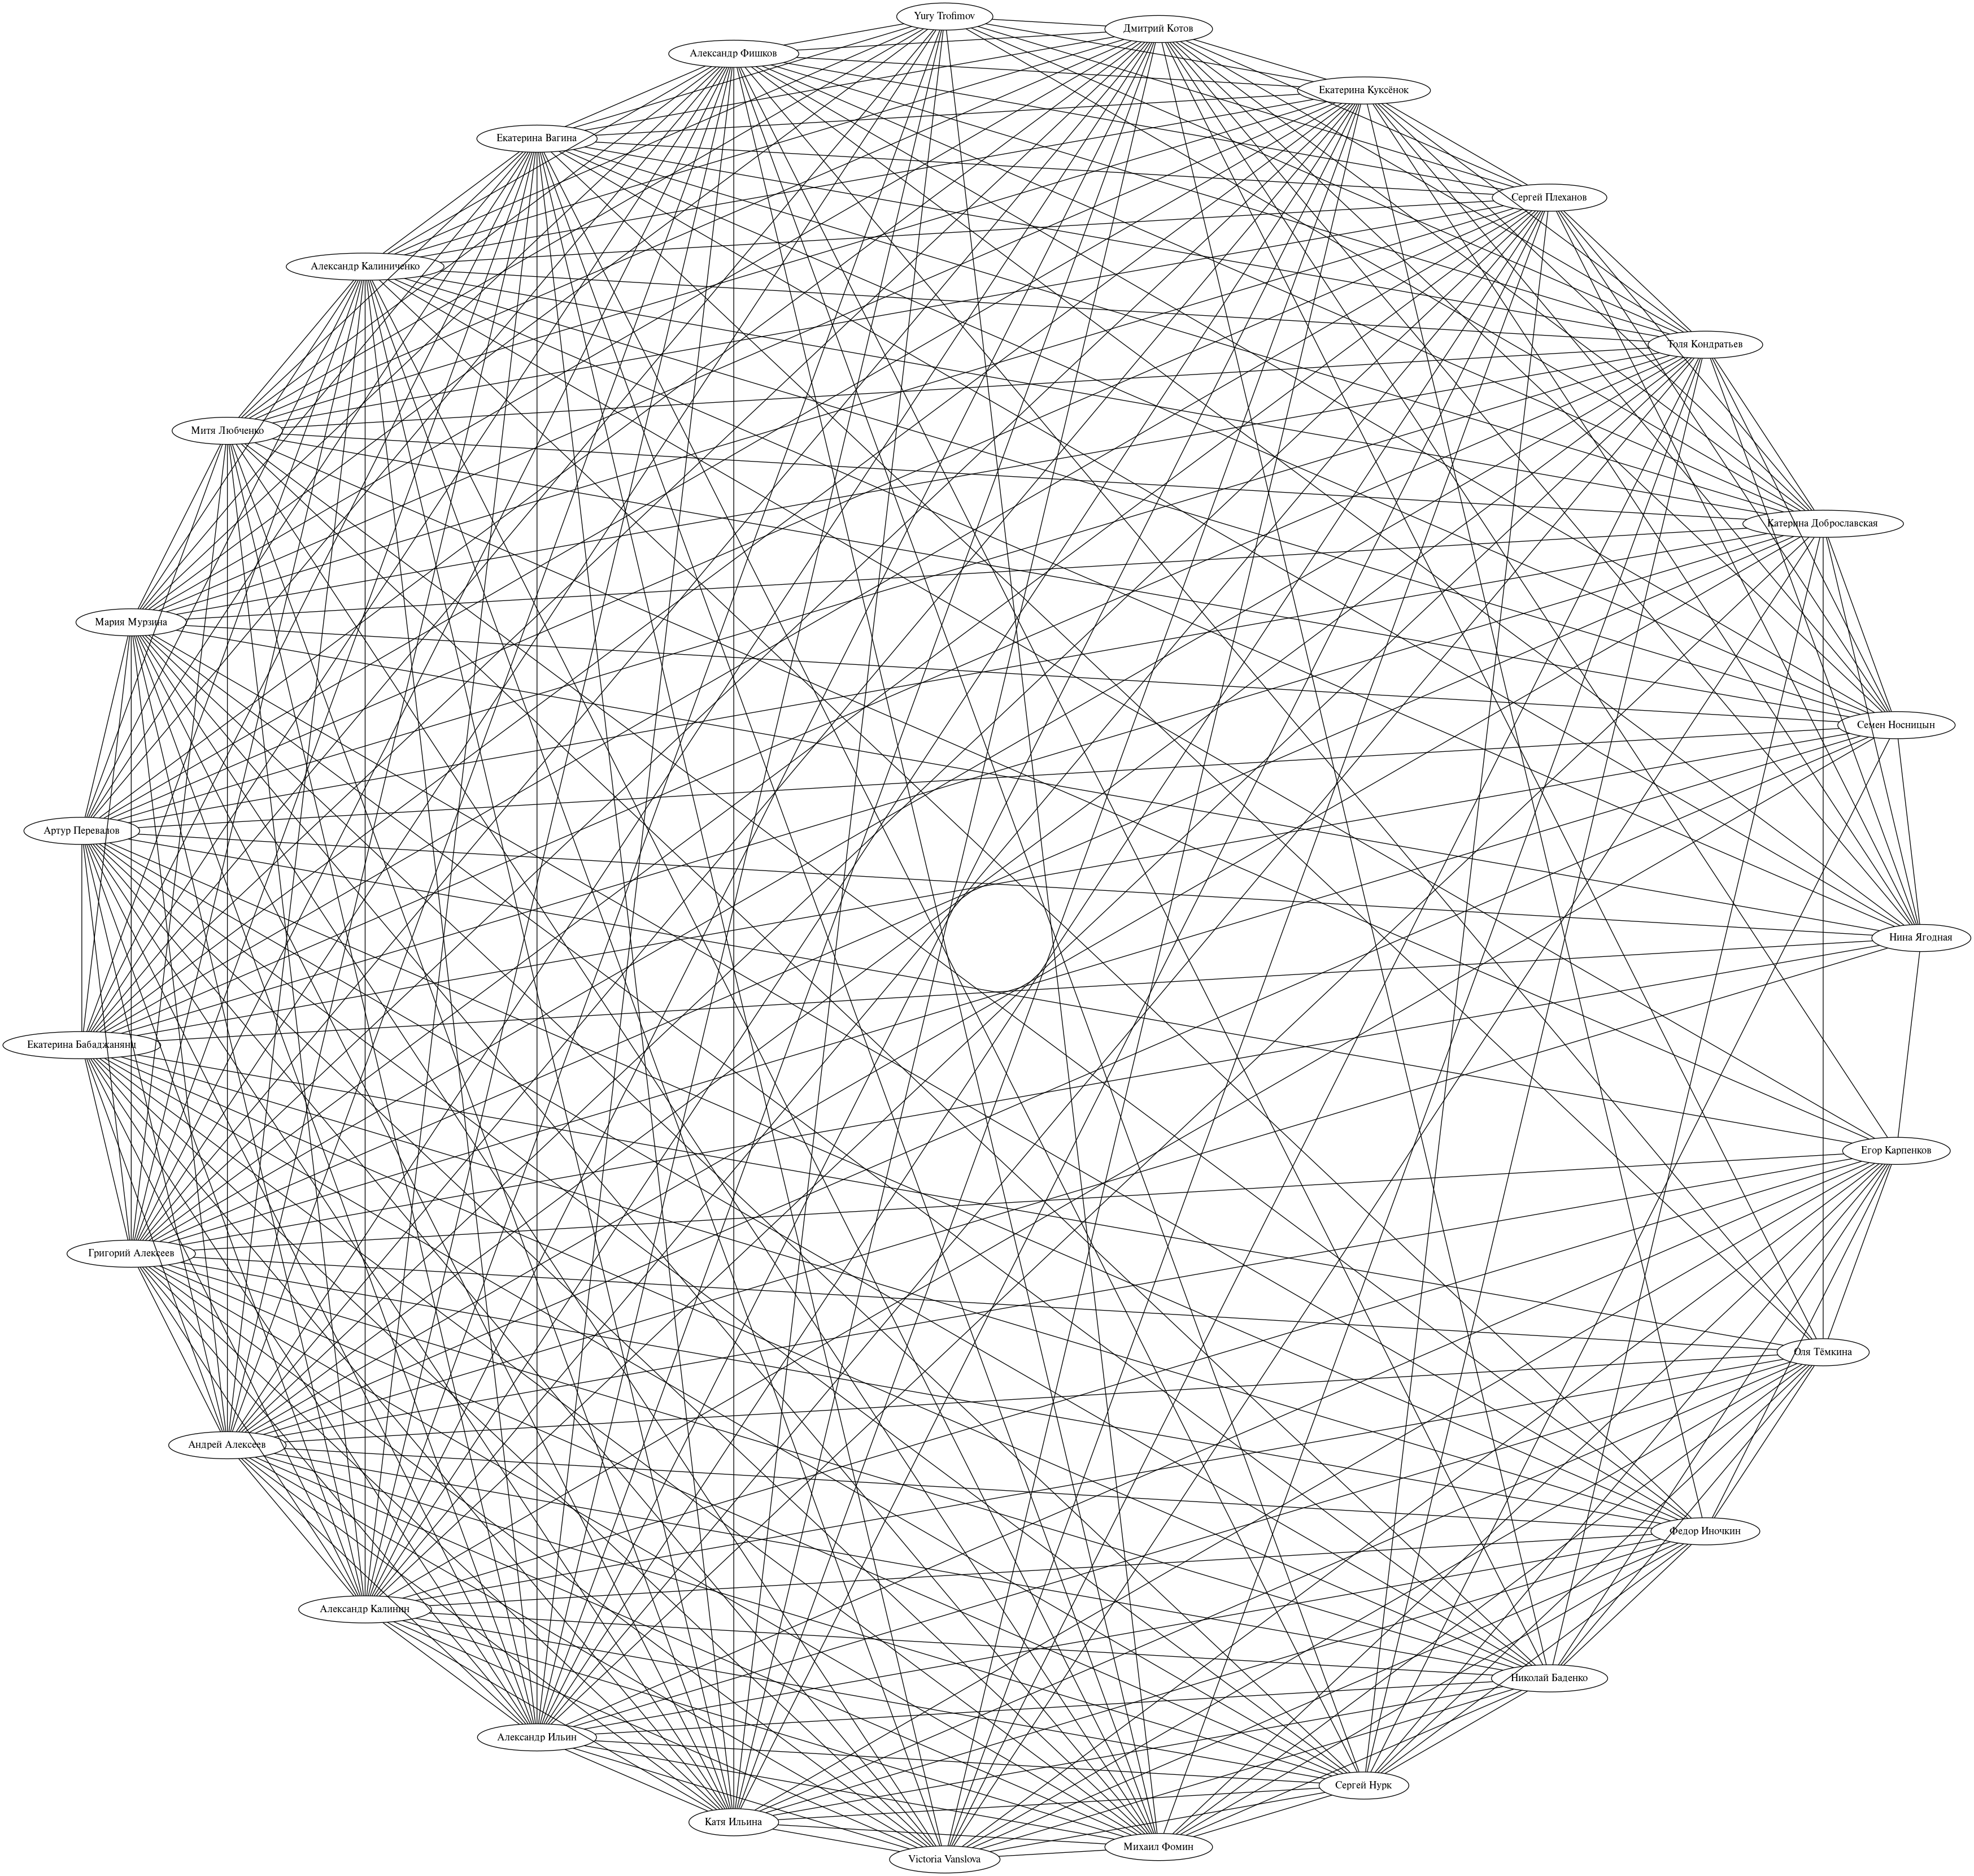 Yury Trofimov
Дмитрий Котов
Александр Фишков
Екатерина Куксёнок
Екатерина Вагина
Сергей Плеханов
Александр Калиниченко
Толя Кондратьев
Митя Любченко
Катерина Доброславская
Мария Мурзина
Семен Носницын
Артур Перевалов
Нина Ягодная
Екатерина Бабаджанянц
Егор Карпенков
Григорий Алексеев
Оля Тёмкина
Андрей Алексеев
Федор Иночкин
Александр Калинин
Николай Баденко
Александр Ильин
Сергей Нурк
Катя Ильина
Михаил Фомин
Victoria Vanslova